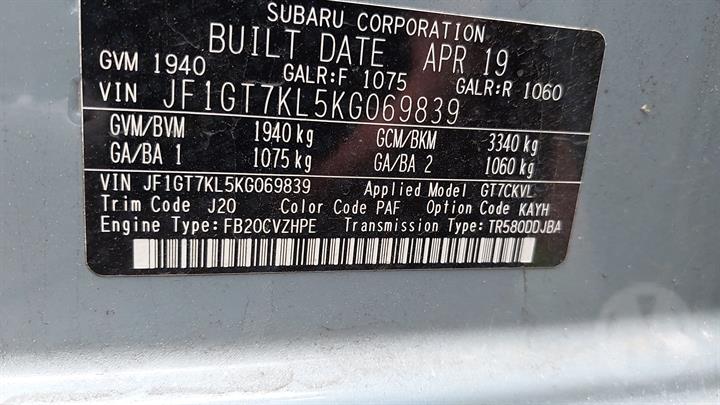 SUBARU CORPORATION
BUILT DATE APR 19
GVM 1940 GALR:F 1075 GALR:R 1060
VIN JF1GT7KL5KG069839
GVM/BVM 1940 kg GCM/BKM 3340 kg
GA/BA 1 1075 kg GA/BA 2 1060 kg
VIN JF1GT7KL5KG069839 Applied Model GT7CKVL
Trim Code J20 Color Code PAF Option Code KAYH
Engine Type: FB20CVZHPE Transmission Type: TR580DDJBA